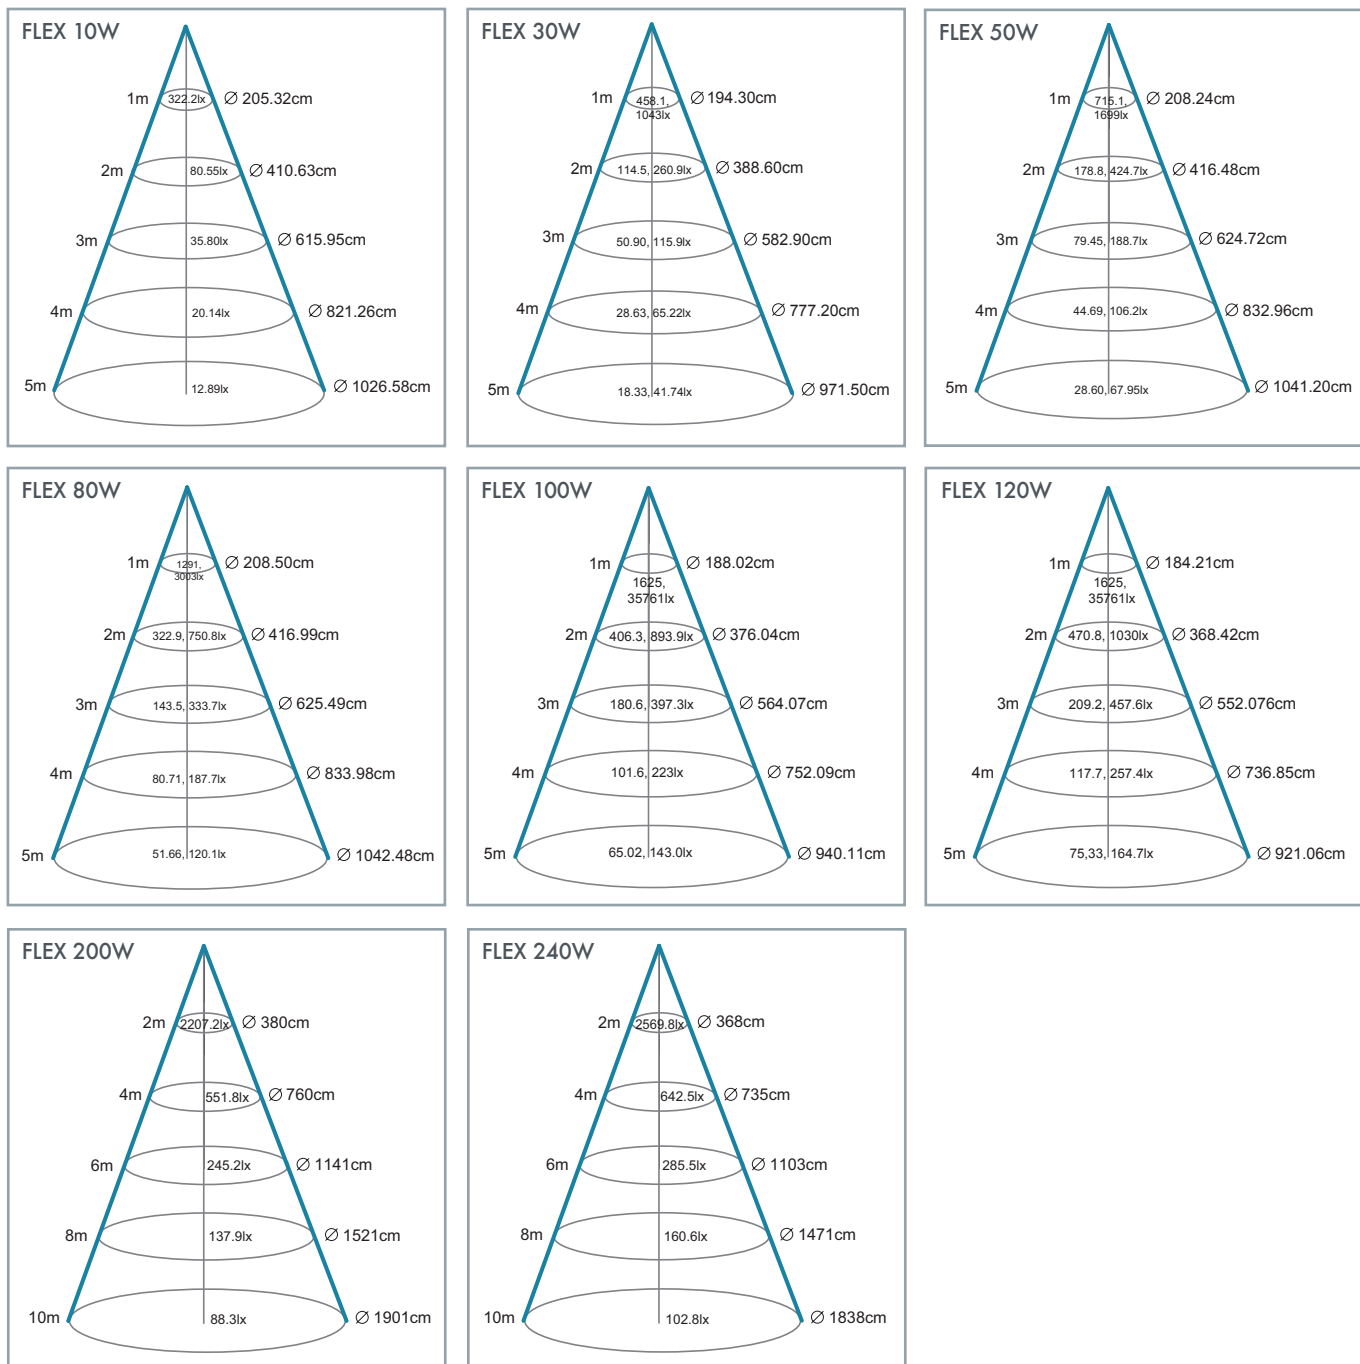 FLEX 10W
1m
322.2lx
Ø 205.32cm
2m
80.55lx
Ø 410.63cm
3m
35.80lx
Ø 615.95cm
4m
20.14lx
Ø 821.26cm
5m
12.89lx
Ø 1026.58cm
FLEX 30W
1m
458.1,
1043lx
Ø 194.30cm
2m
114.5, 260.9lx
Ø 388.60cm
3m
50.90, 115.9lx
Ø 582.90cm
4m
28.63, 65.22lx
Ø 777.20cm
5m
18.33, 41.74lx
Ø 971.50cm
FLEX 50W
1m
715.1,
1699lx
Ø 208.24cm
2m
178.8, 424.7lx
Ø 416.48cm
3m
79.45, 188.7lx
Ø 624.72cm
4m
44.69, 106.2lx
Ø 832.96cm
5m
28.60, 67.95lx
Ø 1041.20cm
FLEX 80W
1m
1291,
3003lx
Ø 208.50cm
2m
322.9, 750.8lx
Ø 416.99cm
3m
143.5, 333.7lx
Ø 625.49cm
4m
80.71, 187.7lx
Ø 833.98cm
5m
51.66, 120.1lx
Ø 1042.48cm
FLEX 100W
1m
1625,
35761lx
Ø 188.02cm
2m
406.3, 893.9lx
Ø 376.04cm
3m
180.6, 397.3lx
Ø 564.07cm
4m
101.6, 223lx
Ø 752.09cm
5m
65.02, 143.0lx
Ø 940.11cm
FLEX 120W
1m
1625,
35761lx
Ø 184.21cm
2m
470.8, 1030lx
Ø 368.42cm
3m
209.2, 457.6lx
Ø 552.076cm
4m
117.7, 257.4lx
Ø 736.85cm
5m
75,33, 164.7lx
Ø 921.06cm
FLEX 200W
2m
2207.2lx
Ø 380cm
4m
551.8lx
Ø 760cm
6m
245.2lx
Ø 1141cm
8m
137.9lx
Ø 1521cm
10m
88.3lx
Ø 1901cm
FLEX 240W
2m
2569.8lx
Ø 368cm
4m
642.5lx
Ø 735cm
6m
285.5lx
Ø 1103cm
8m
160.6lx
Ø 1471cm
10m
102.8lx
Ø 1838cm